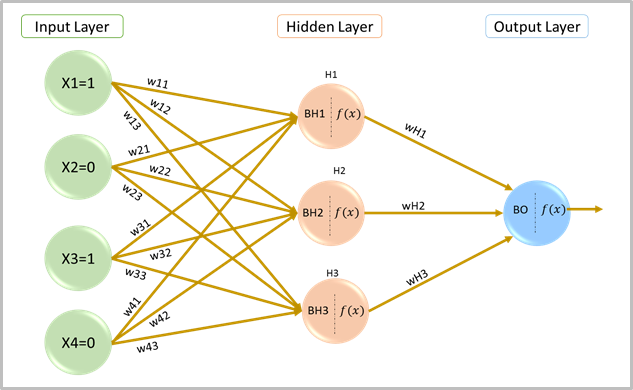 Input Layer
Hidden Layer
Output Layer
X1=1
X2=0
X3=1
X4=0
w11
w12
w13
w21
w22
w23
w31
w32
w33
w41
w42
w43
H1
BH1 f(x)
H2
BH2 f(x)
H3
BH3 f(x)
wH1
wH2
wH3
BO f(x)